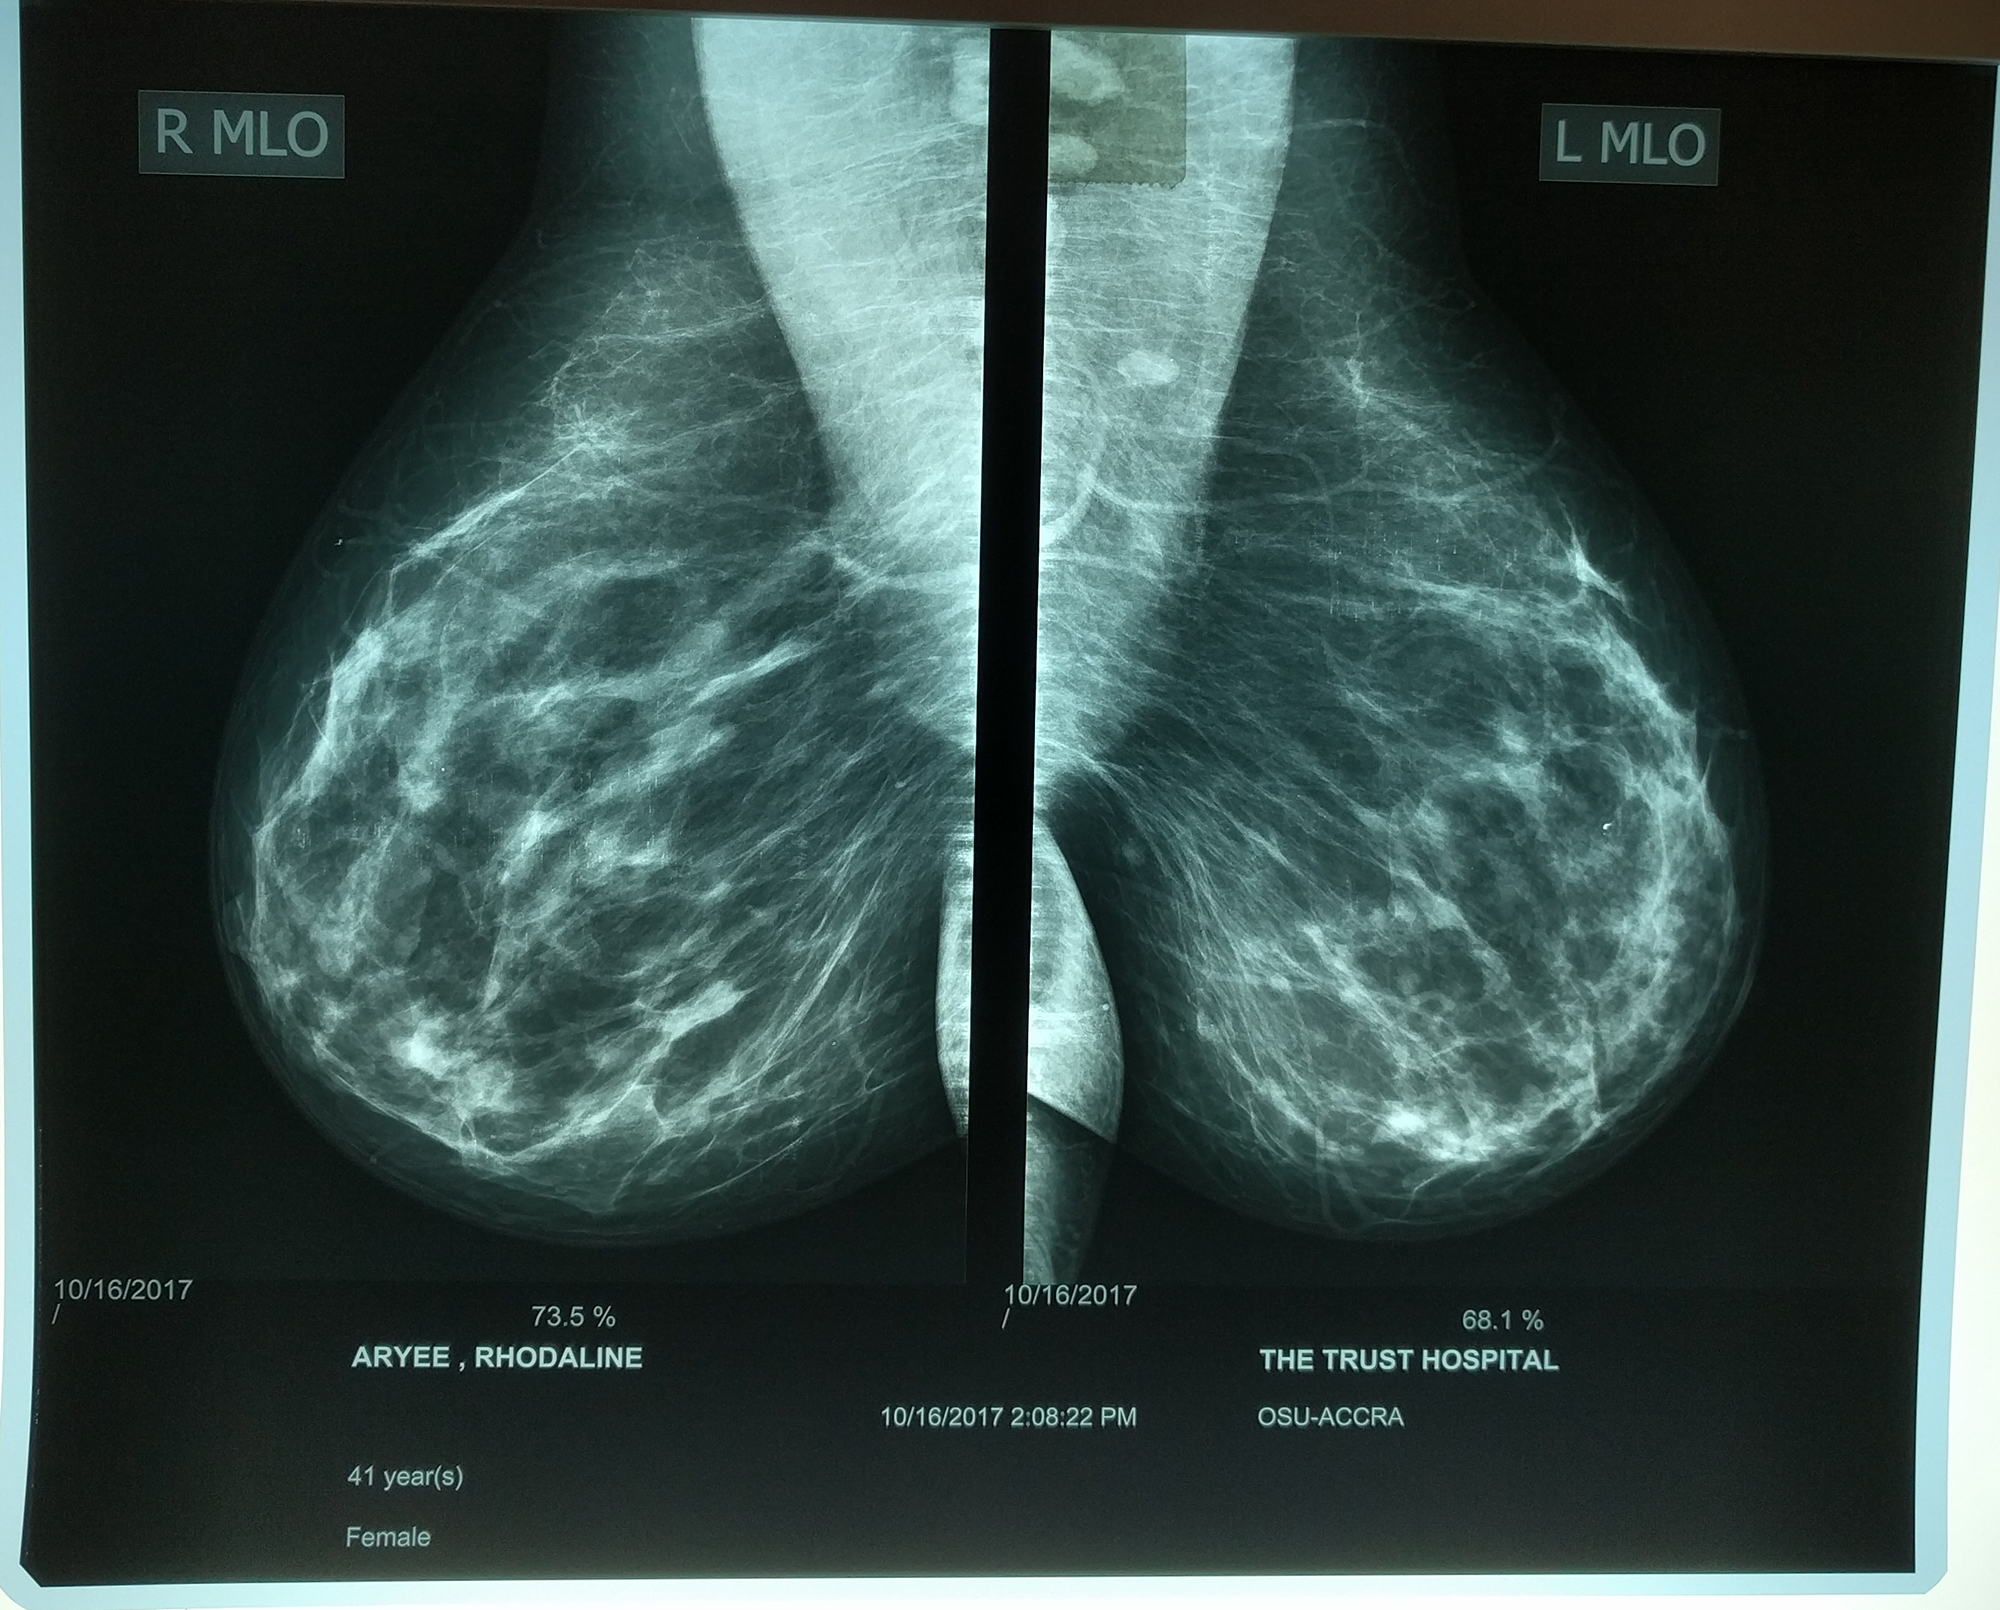 R MLO
L MLO
10/16/2017
/
73.5 %
ARYEE , RHODALINE
10/16/2017
/
68.1 %
THE TRUST HOSPITAL
10/16/2017 2:08:22 PM
OSU-ACCRA
41 year(s)
Female